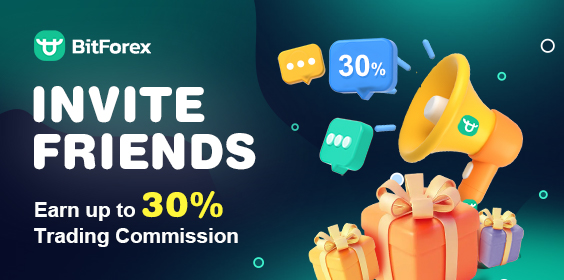 BitForex
INVITE
FRIENDS
Earn up to 30%
Trading Commission
30%